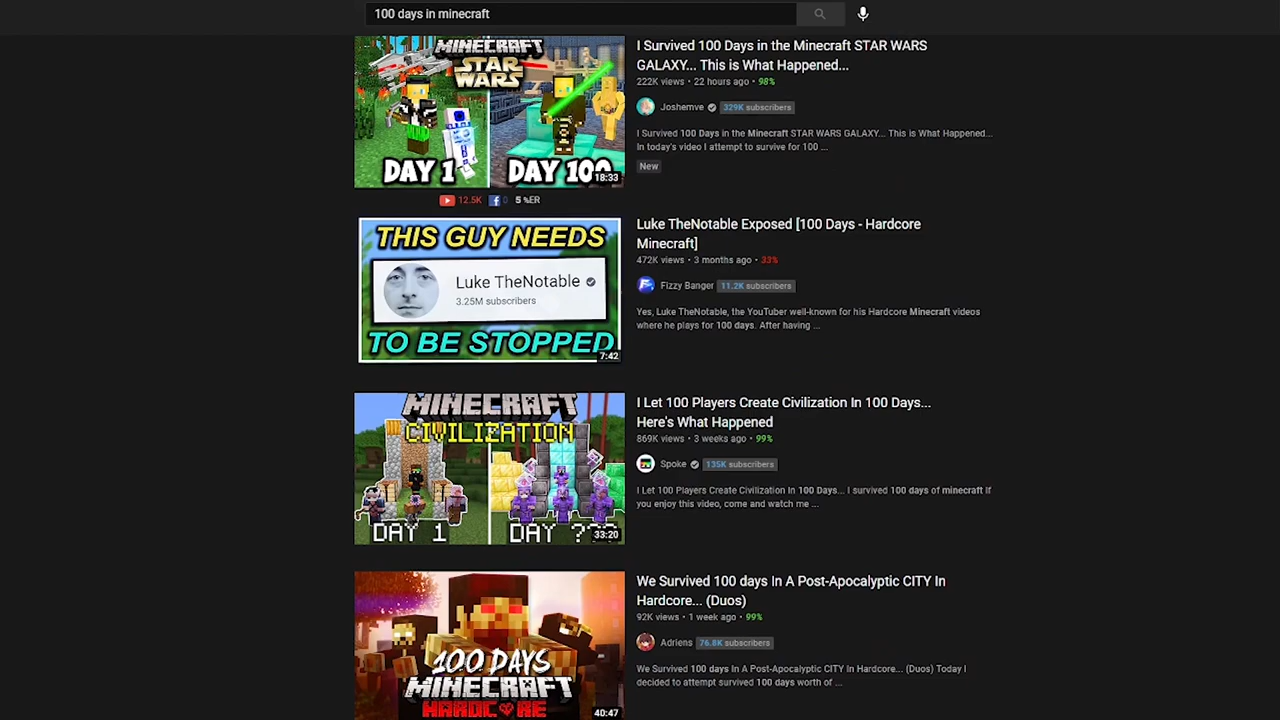 100 days in minecraft
MINECRAFT
STAR
WARS
DAY 1
DAY 100
18:33
I Survived 100 Days in the Minecraft STAR WARS
GALAXY... This is What Happened...
222K views • 22 hours ago • 98%
Joshemve 329K subscribers
I Survived 100 Days in the Minecraft STAR WARS GALAXY... This is What Happened...
In today's video I attempt to survive for 100 ...
New
12.5K 0 5 %ER
THIS GUY NEEDS
Luke TheNotable
3.25M subscribers
TO BE STOPPED
7:42
Luke TheNotable Exposed [100 Days - Hardcore
Minecraft]
472K views • 3 months ago • 33%
Fizzy Banger 11.2K subscribers
Yes, Luke TheNotable, the YouTuber well-known for his Hardcore Minecraft videos
where he plays for 100 days. After having ...
MINECRAFT
CIVILIZATION
DAY 1
DAY ???
33:20
I Let 100 Players Create Civilization In 100 Days...
Here's What Happened
869K views • 3 weeks ago • 99%
Spoke 135K subscribers
I Let 100 Players Create Civilization In 100 Days... I survived 100 days of minecraft If
you enjoy this video, come and watch me ...
100 DAYS
MINECRAFT
HARDCORE
40:47
We Survived 100 days In A Post-Apocalyptic CITY In
Hardcore... (Duos)
92K views • 1 week ago • 99%
Adriens 76.8K subscribers
We Survived 100 days In A Post-Apocalyptic CITY In Hardcore... (Duos) Today I
decided to attempt survived 100 days worth of ...